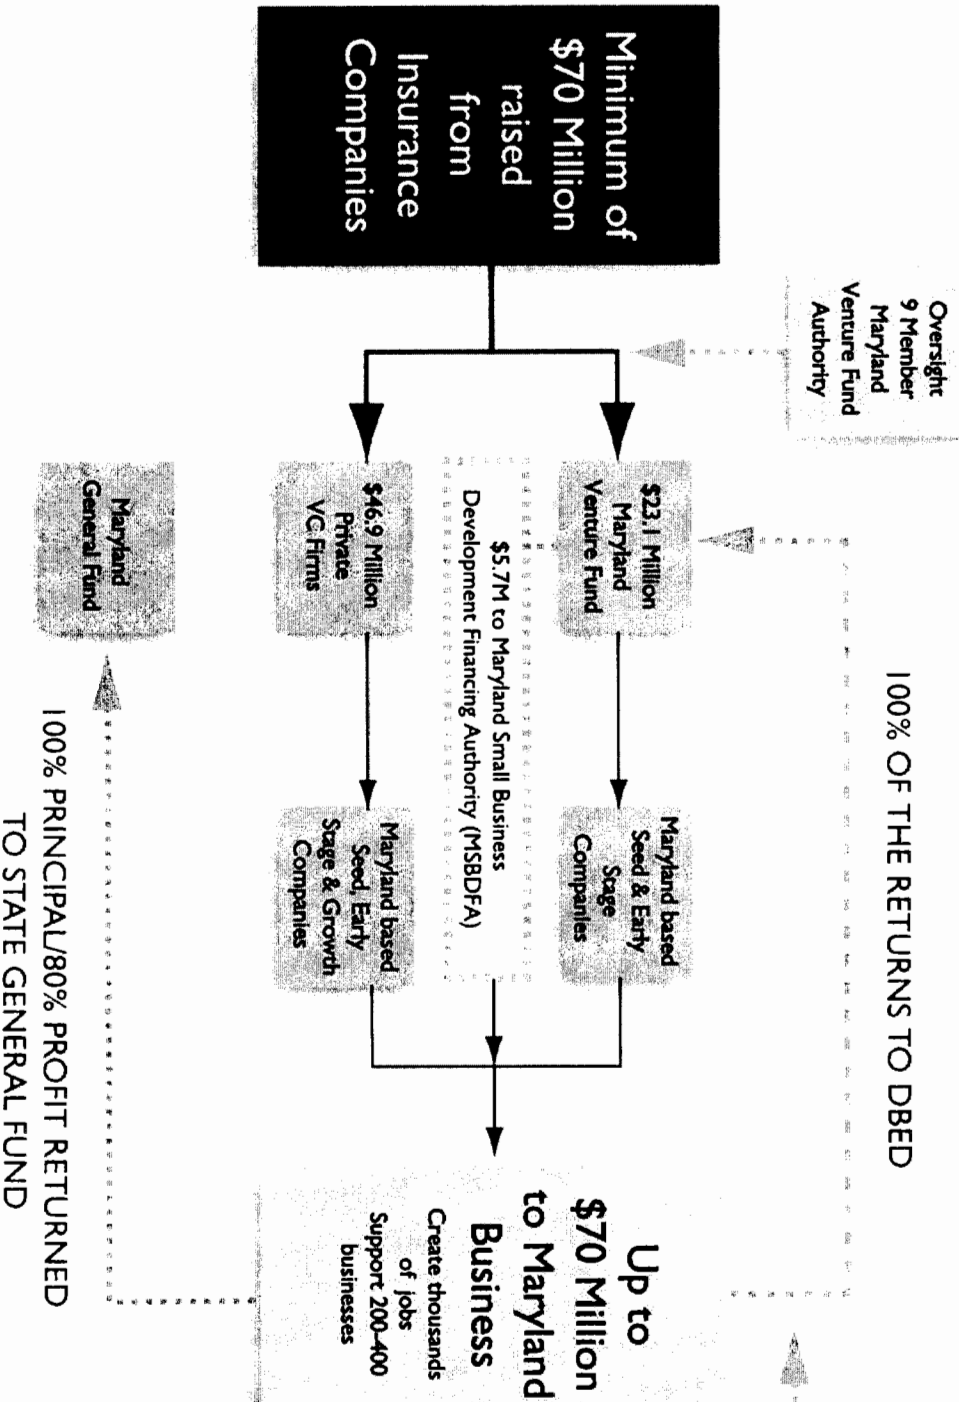 Oversight
9 Member
Maryland
Venture Fund
Authority
100% OF THE RETURNS TO DBED
Minimum of
$70 Million
raised
from
Insurance
Companies
$23.1 Million
Maryland
Venture Fund
Maryland based
Seed & Early
Stage
Companies
$5.7M to Maryland Small Business
Development Financing Authority (MSBDFA)
$46.9 Million
Private
VC Firms
Maryland based
Seed, Early
Stage & Growth
Companies
Up to
$70 Million
to Maryland
Business
Create thousands
of jobs
Support 200-400
businesses
Maryland
General Fund
100% PRINCIPAL/80% PROFIT RETURNED
TO STATE GENERAL FUND